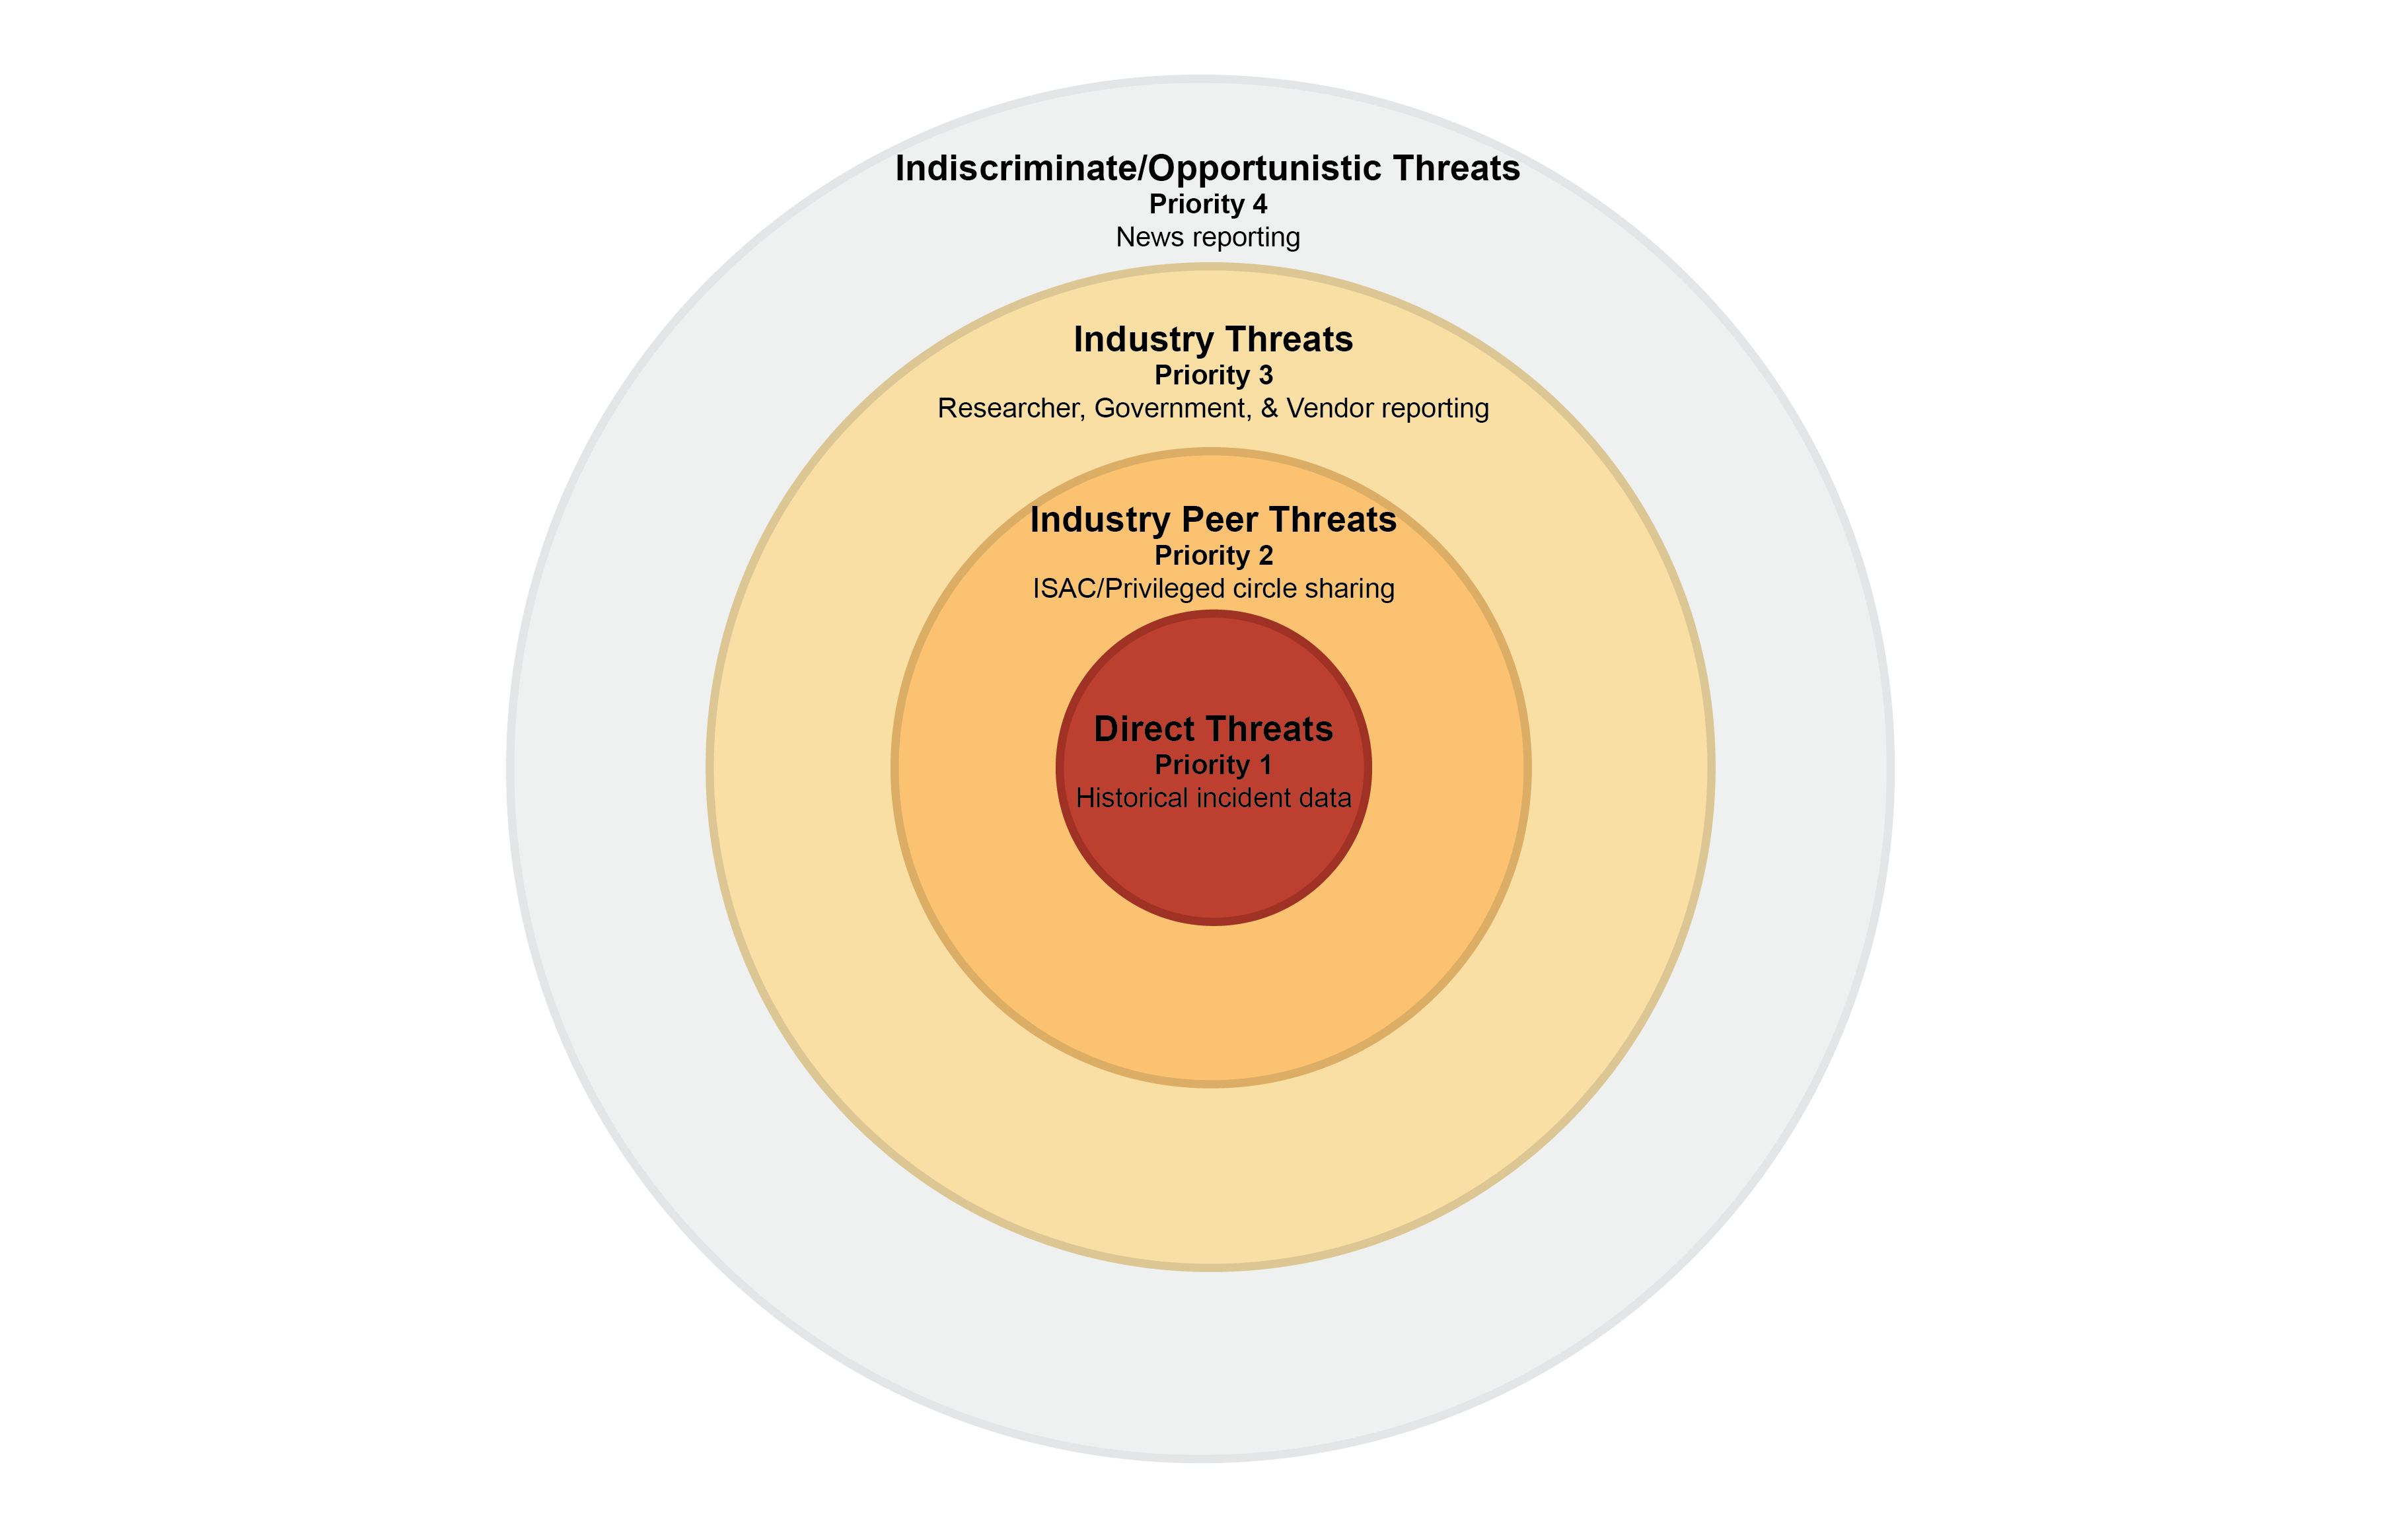 Indiscriminate/Opportunistic Threats
Priority 4
News reporting
Industry Threats
Priority 3
Researcher, Government, & Vendor reporting
Industry Peer Threats
Priority 2
ISAC/Privileged circle sharing
Direct Threats
Priority 1
Historical incident data